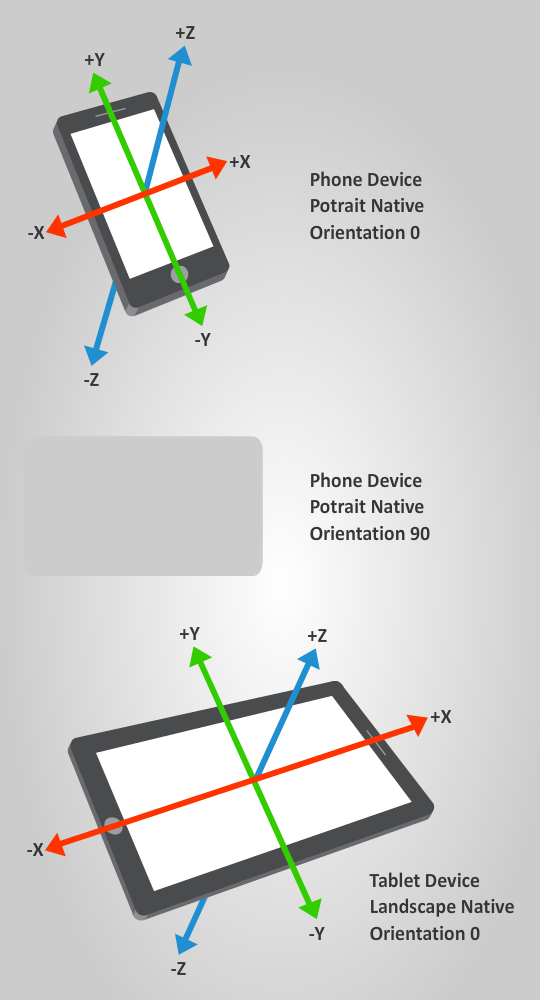 +Z
+Y
+X
-X
-Y
-Z
Phone Device
Potrait Native
Orientation 0
Phone Device
Potrait Native
Orientation 90
+Y
+Z
+X
-X
-Y
-Z
Tablet Device
Landscape Native
Orientation 0